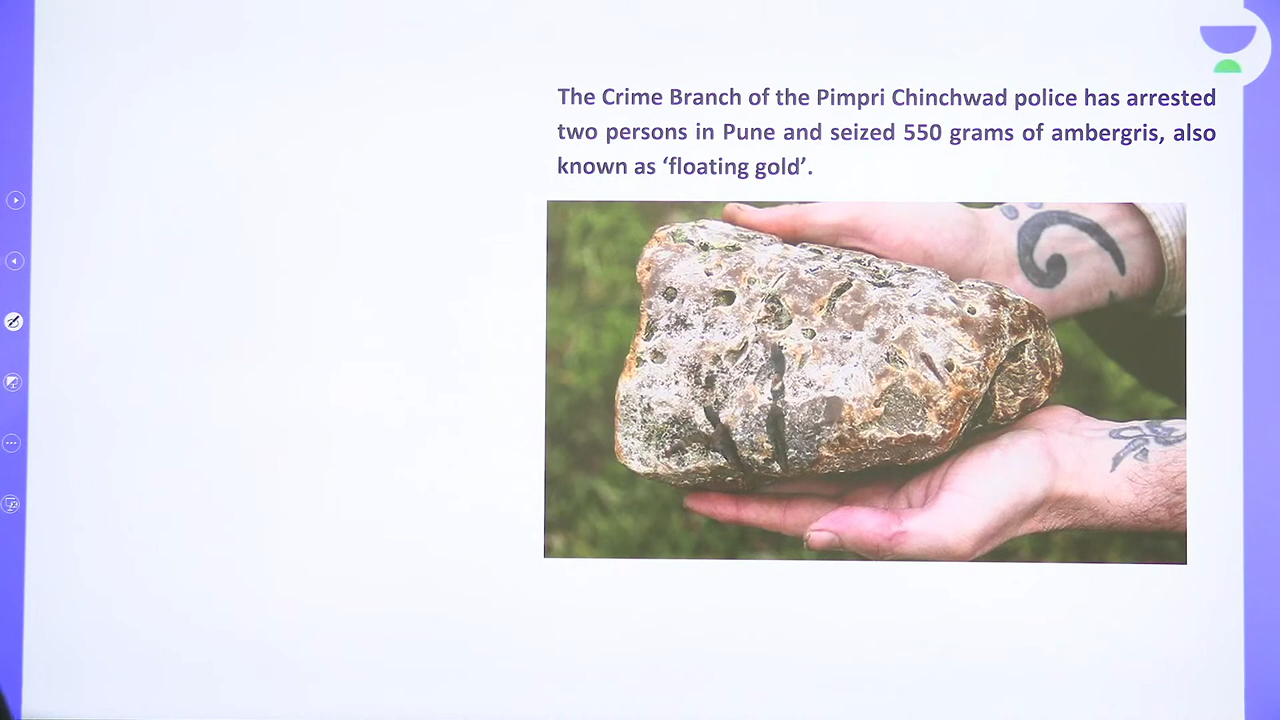 The Crime Branch of the Pimpri Chinchwad police has arrested
two persons in Pune and seized 550 grams of ambergris, also
known as ‘floating gold’.